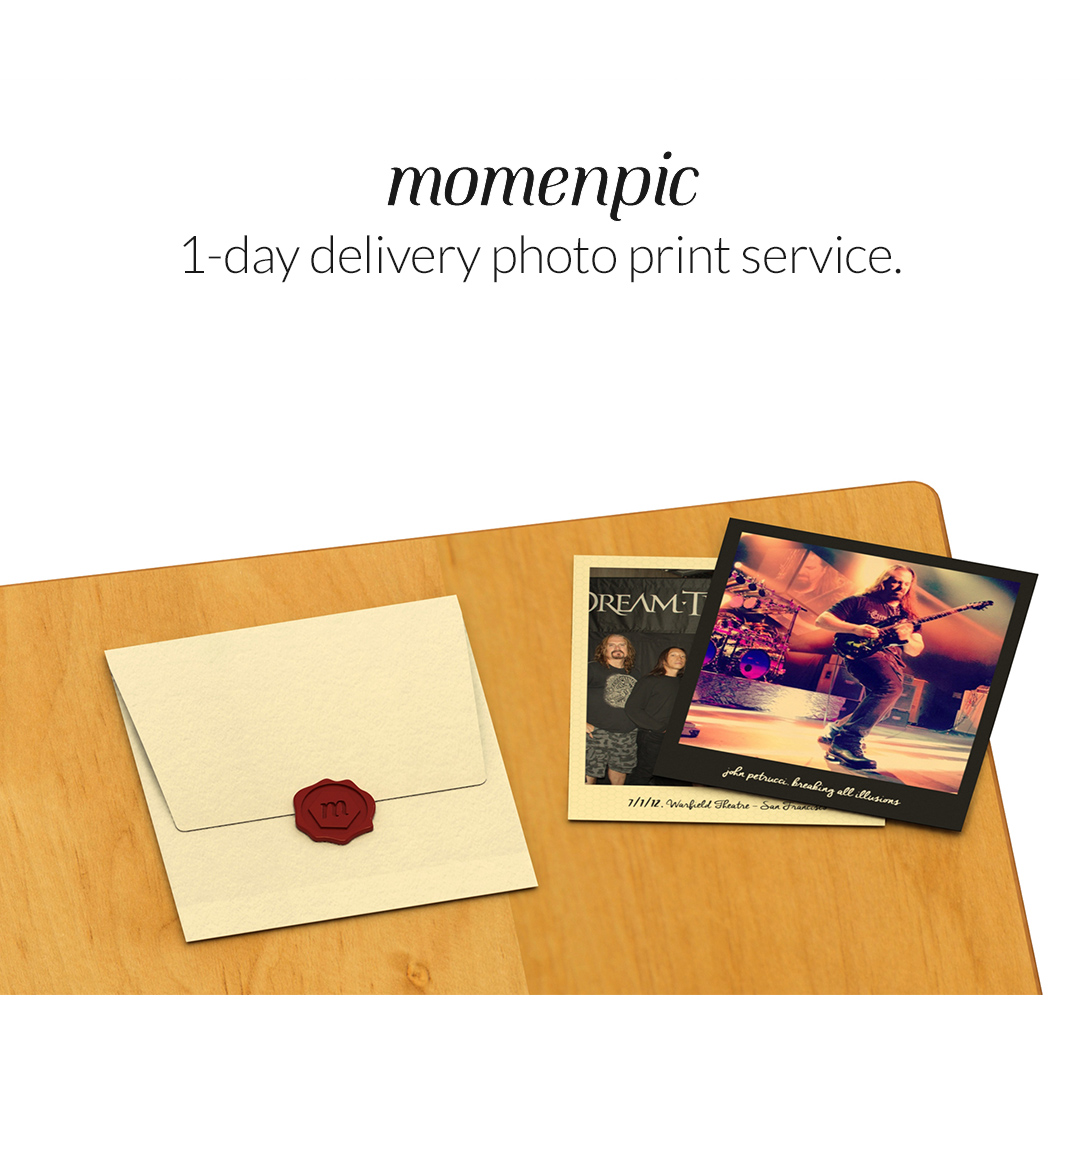 momenpic
1-day delivery photo print service.
DREAM T
john petrucci. breaking all illusions
7/7/12, Warfield Theatre - San Francisco
m